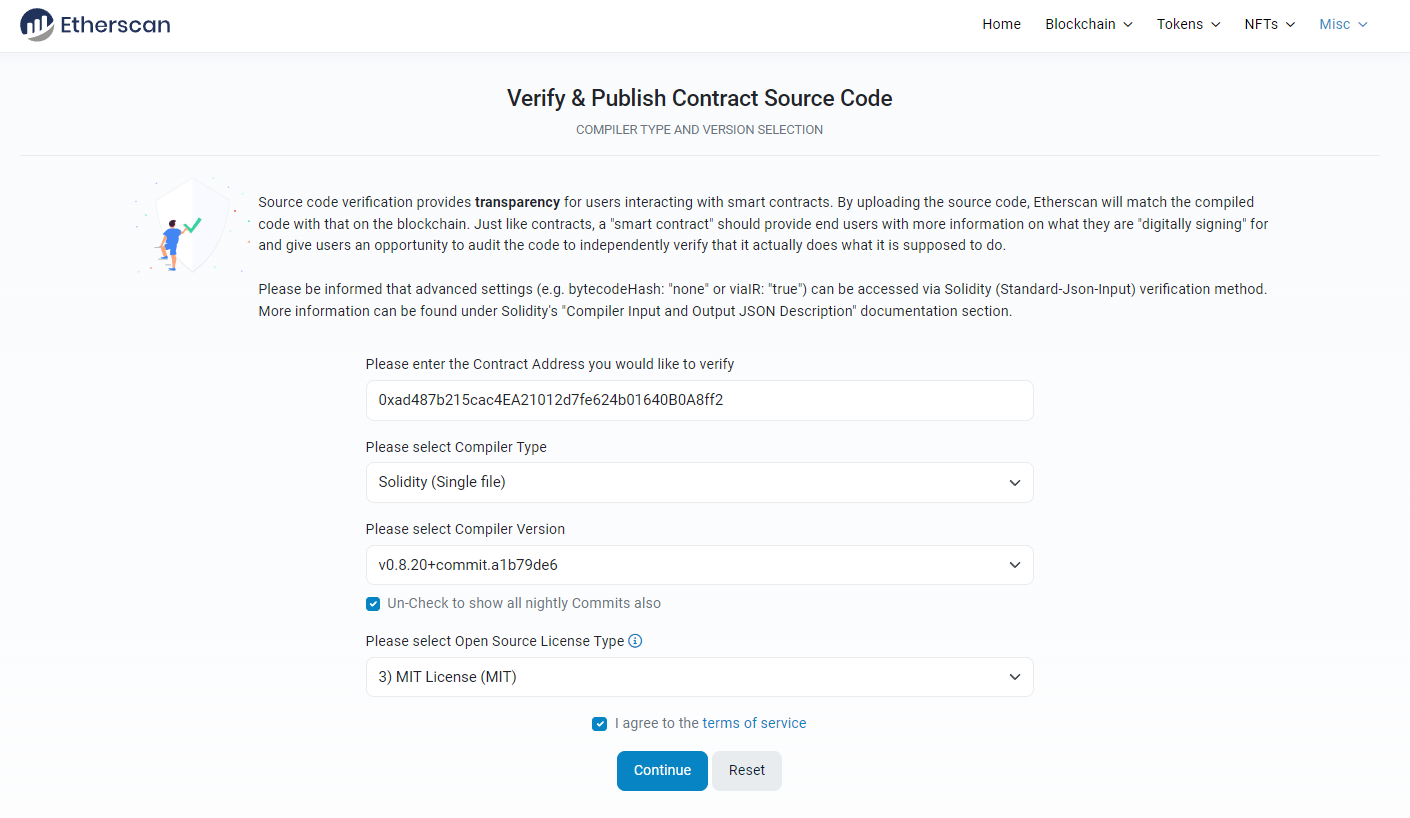 Etherscan
Home Blockchain Tokens NFTs Misc
Verify & Publish Contract Source Code
COMPILER TYPE AND VERSION SELECTION
Source code verification provides transparency for users interacting with smart contracts. By uploading the source code, Etherscan will match the compiled
code with that on the blockchain. Just like contracts, a "smart contract" should provide end users with more information on what they are "digitally signing" for
and give users an opportunity to audit the code to independently verify that it actually does what it is supposed to do.
Please be informed that advanced settings (e.g. bytecodeHash: "none" or viaIR: "true") can be accessed via Solidity (Standard-Json-Input) verification method.
More information can be found under Solidity's "Compiler Input and Output JSON Description" documentation section.
Please enter the Contract Address you would like to verify
0xad487b215cac4EA21012d7fe624b01640B0A8ff2
Please select Compiler Type
Solidity (Single file)
Please select Compiler Version
v0.8.20+commit.a1b79de6
Un-Check to show all nightly Commits also
Please select Open Source License Type
3) MIT License (MIT)
I agree to the terms of service
Continue Reset